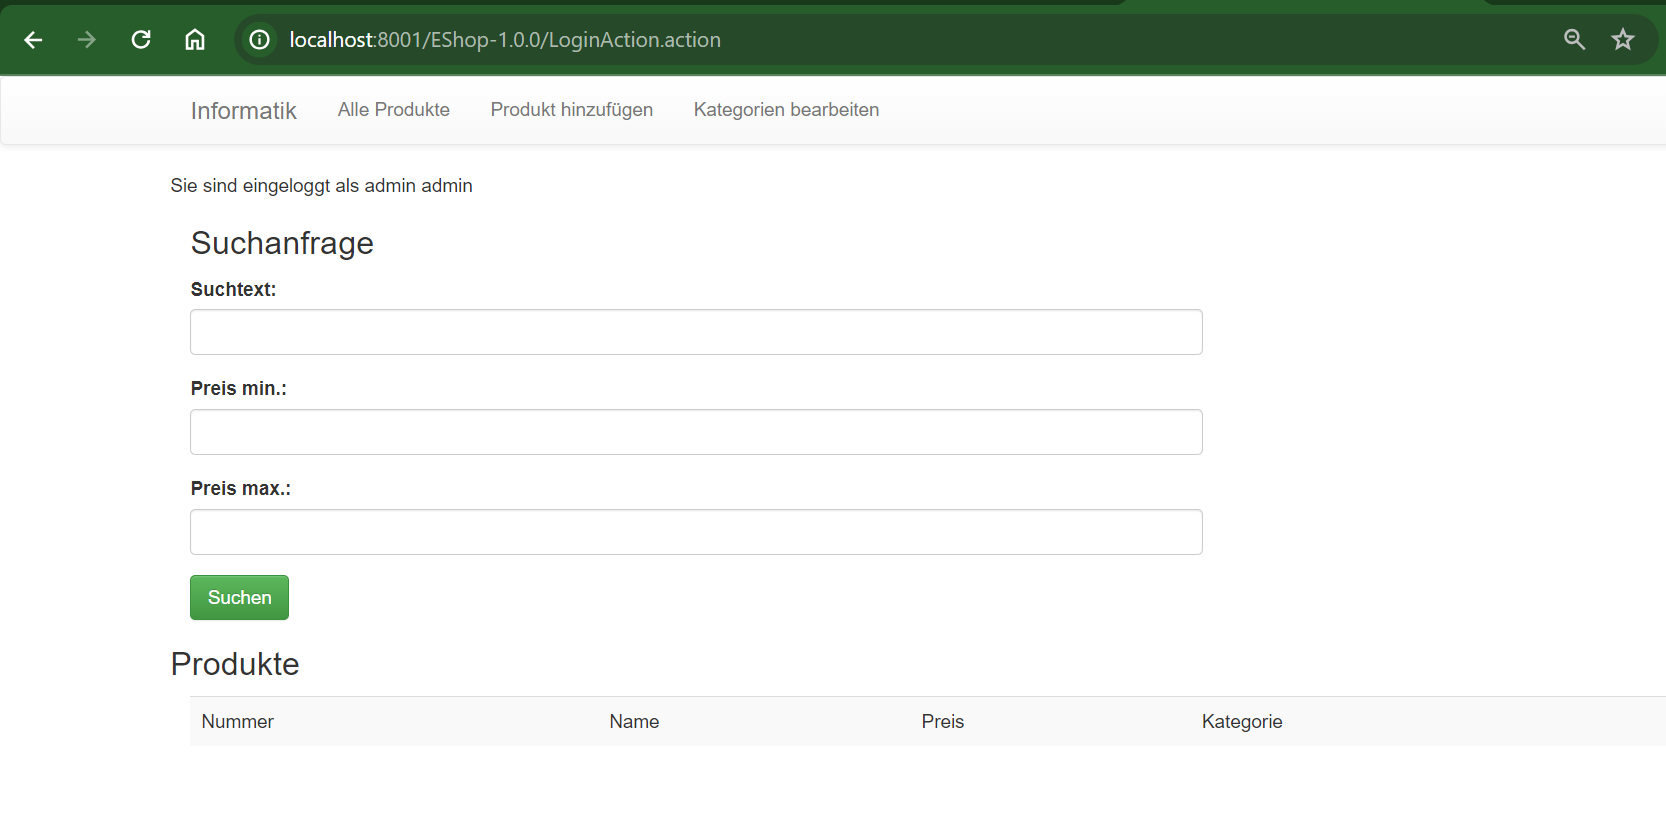 localhost:8001/EShop-1.0.0/LoginAction.action
Informatik Alle Produkte Produkt hinzufügen Kategorien bearbeiten
Sie sind eingeloggt als admin admin
Suchanfrage
Suchtext:
Preis min.:
Preis max.:
Suchen
Produkte
Nummer Name Preis Kategorie